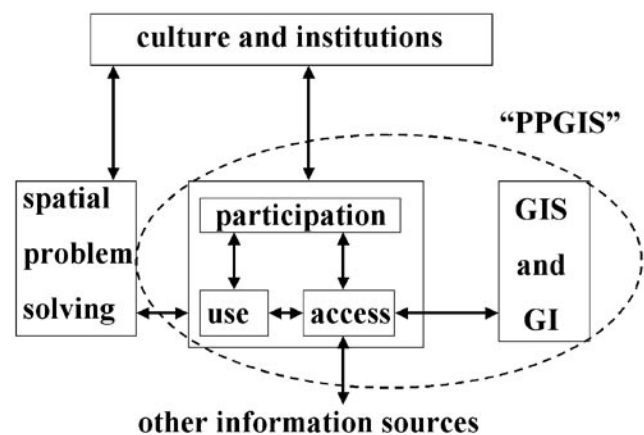 culture and institutions
“PPGIS”
spatial
problem
solving
participation
use
access
GIS
and
GI
other information sources